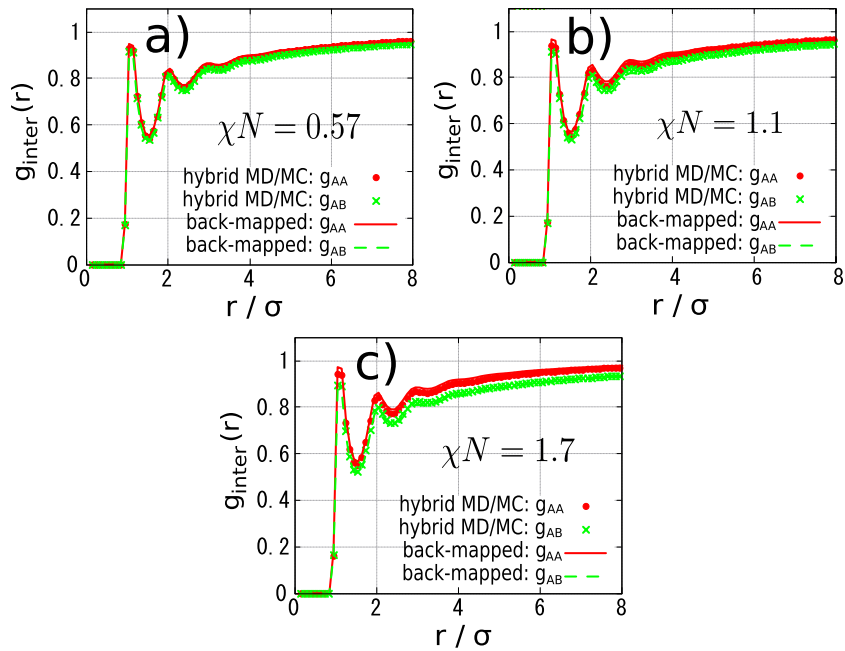 a)
g_inter(r)
1
0.8
0.6
0.4
0.2
0
χN = 0.57
hybrid MD/MC: g_AA
hybrid MD/MC: g_AB
back-mapped: g_AA
back-mapped: g_AB
0 2 4 6 8
r / σ
b)
g_inter(r)
1
0.8
0.6
0.4
0.2
0
χN = 1.1
hybrid MD/MC: g_AA
hybrid MD/MC: g_AB
back-mapped: g_AA
back-mapped: g_AB
0 2 4 6 8
r / σ
c)
g_inter(r)
1
0.8
0.6
0.4
0.2
0
χN = 1.7
hybrid MD/MC: g_AA
hybrid MD/MC: g_AB
back-mapped: g_AA
back-mapped: g_AB
0 2 4 6 8
r / σ